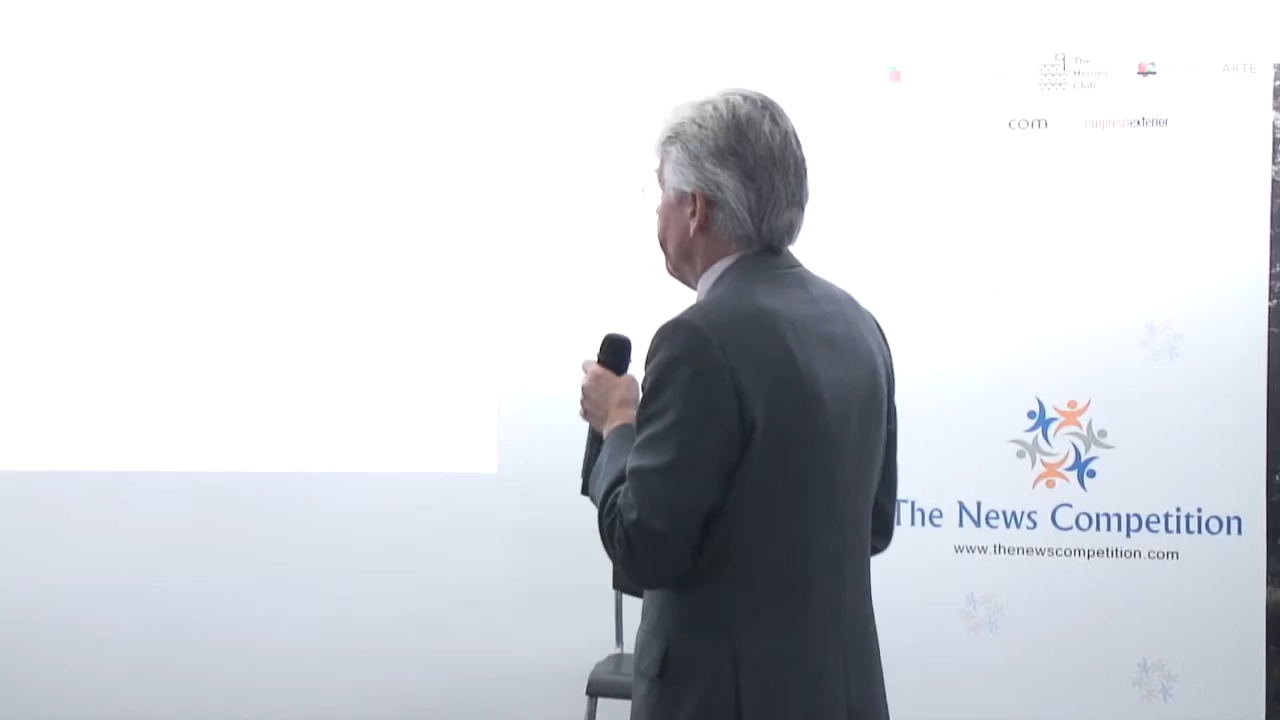 The
Heroes
Club
ARTE
com
empresaexterior
The News Competition
www.thenewscompetition.com